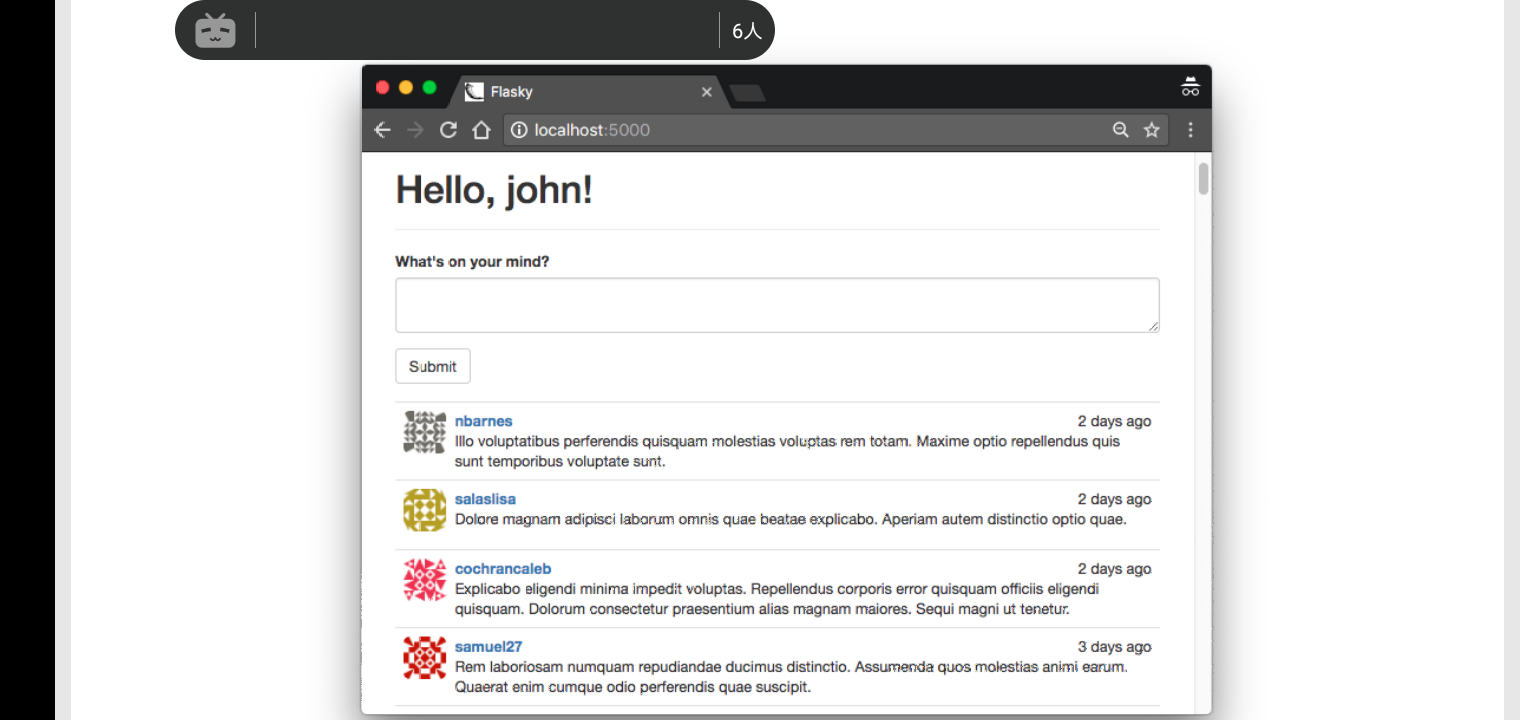 6人
Flasky
localhost:5000
Hello, john!
What's on your mind?
Submit
nbarnes 2 days ago
Illo voluptatibus perferendis quisquam molestias voluptas rem totam. Maxime optio repellendus quis
sunt temporibus voluptate sunt.
salaslisa 2 days ago
Dolore magnam adipisci laborum omnis quae beatae explicabo. Aperiam autem distinctio optio quae.
cochrancaleb 2 days ago
Explicabo eligendi minima impedit voluptas. Repellendus corporis error quisquam officiis eligendi
quisquam. Dolorum consectetur praesentium alias magnam maiores. Sequi magni ut tenetur.
samuel27 3 days ago
Rem laboriosam numquam repudiandae ducimus distinctio. Assumenda quos molestias animi earum.
Quaerat enim cumque odio perferendis quae suscipit.